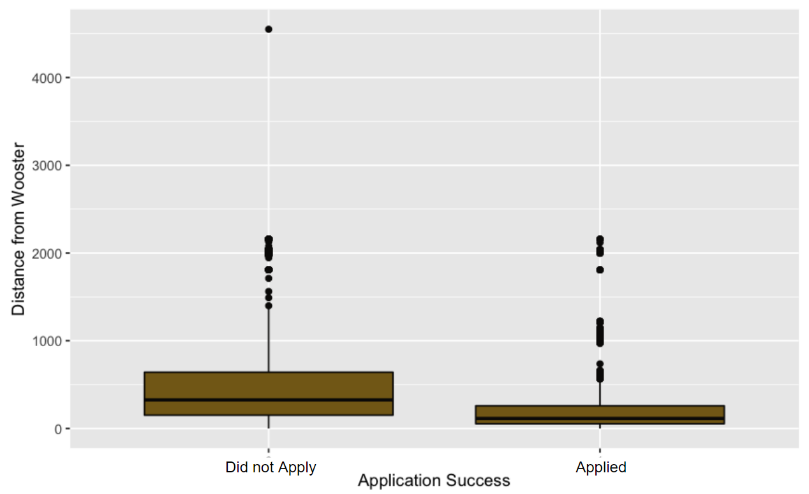 Distance from Wooster
4000
3000
2000
1000
0
Did not Apply
Applied
Application Success